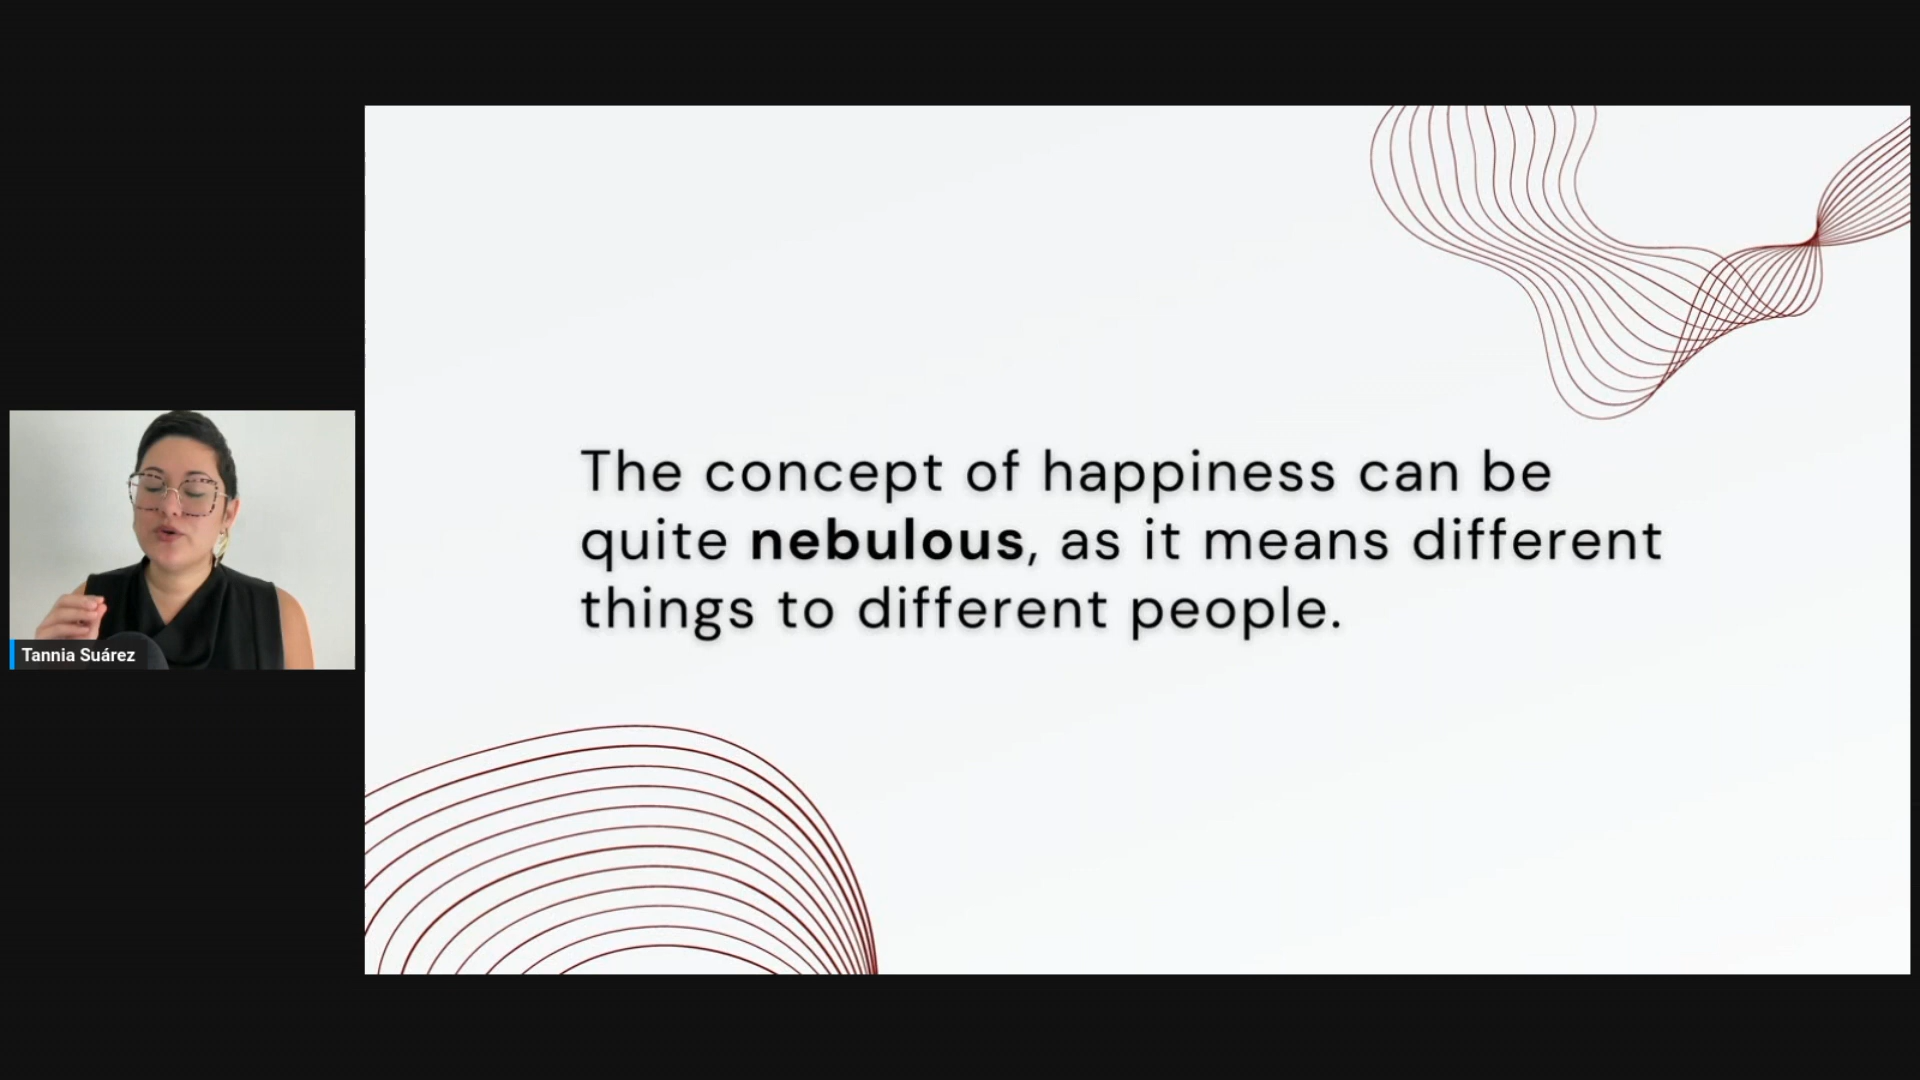 Tannia Suárez
The concept of happiness can be
quite nebulous, as it means different
things to different people.